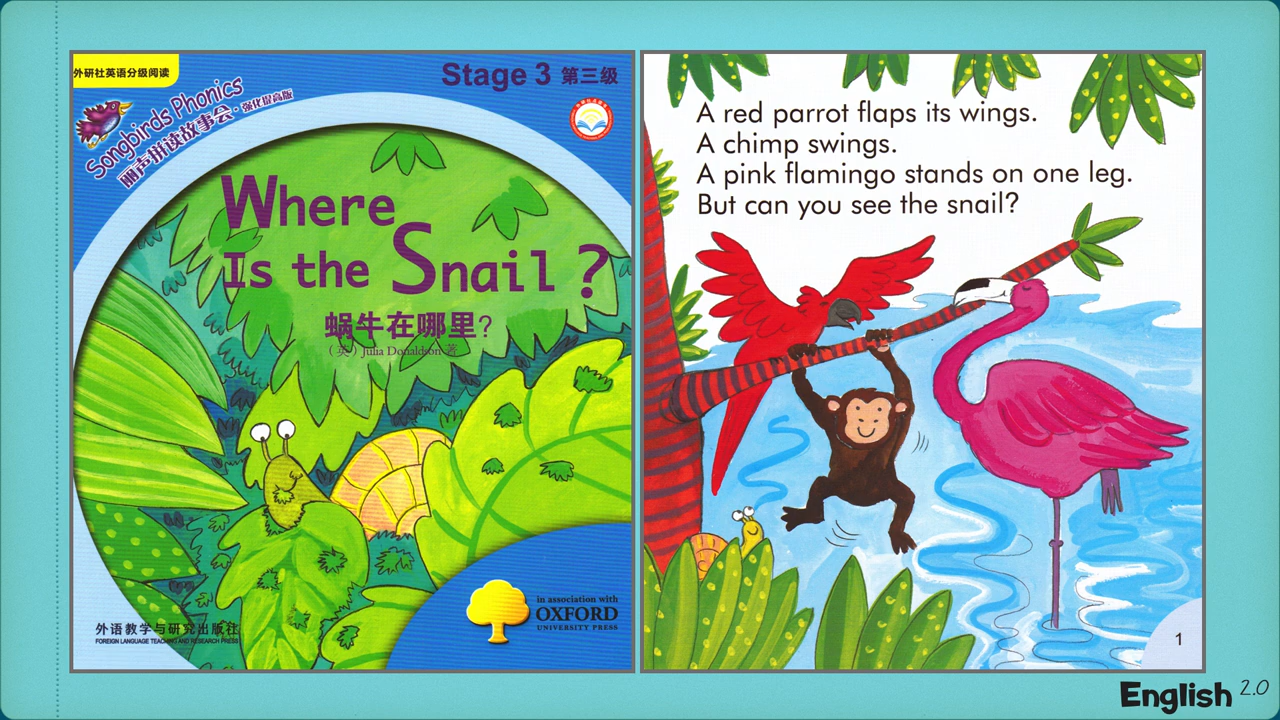 外研社英语分级阅读
Stage 3 第三级
Songbirds Phonics
丽声拼读故事会·强化提高版
Where
Is the Snail?
蜗牛在哪里?
(英) Julia Donaldson 著
in association with
OXFORD
UNIVERSITY PRESS
外语教学与研究出版社
FOREIGN LANGUAGE TEACHING AND RESEARCH PRESS
A red parrot flaps its wings.
A chimp swings.
A pink flamingo stands on one leg.
But can you see the snail?
1
English 2.0